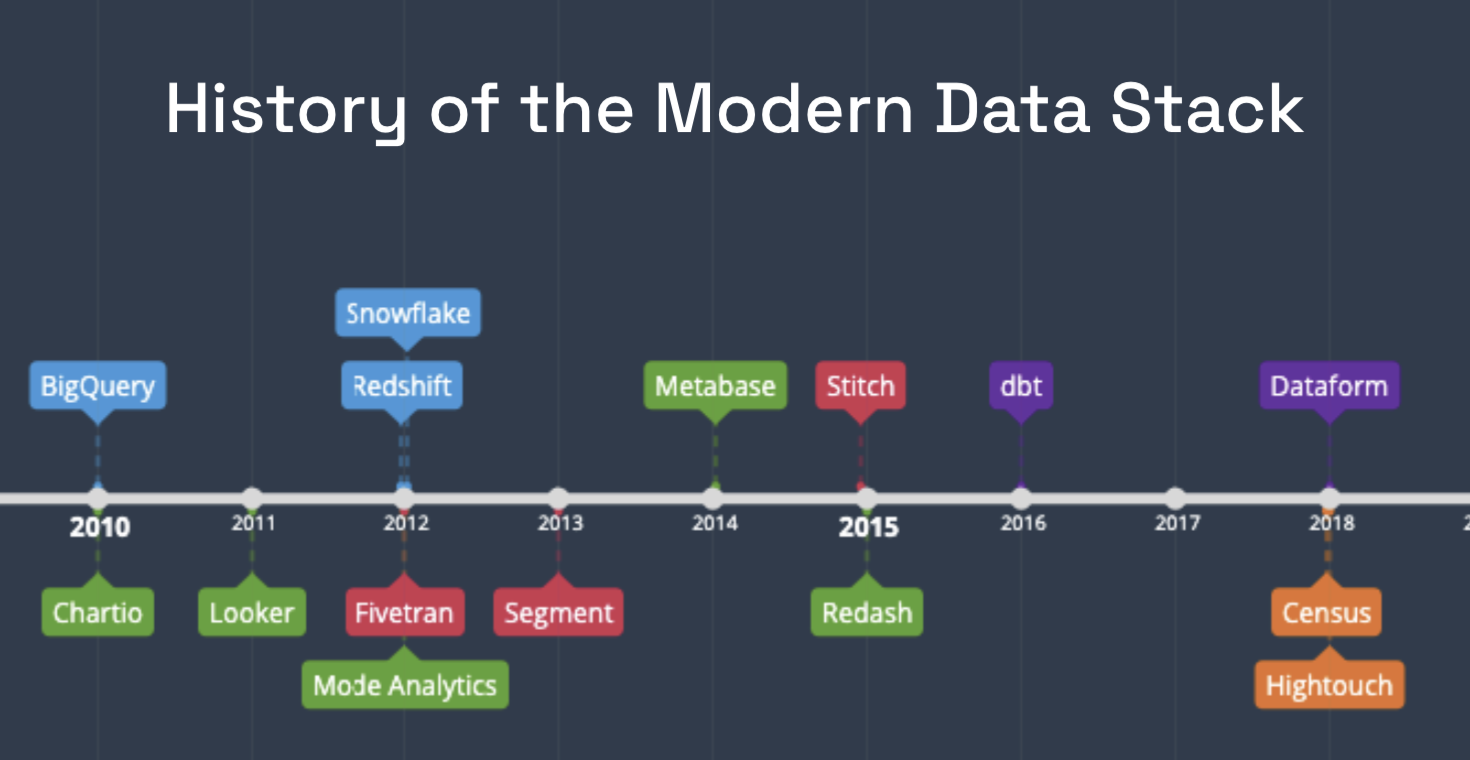 History of the Modern Data Stack
Snowflake
BigQuery Redshift Metabase Stitch dbt Dataform
2010 2011 2012 2013 2014 2015 2016 2017 2018
Chartio Looker Fivetran Segment Redash Census
Mode Analytics Hightouch